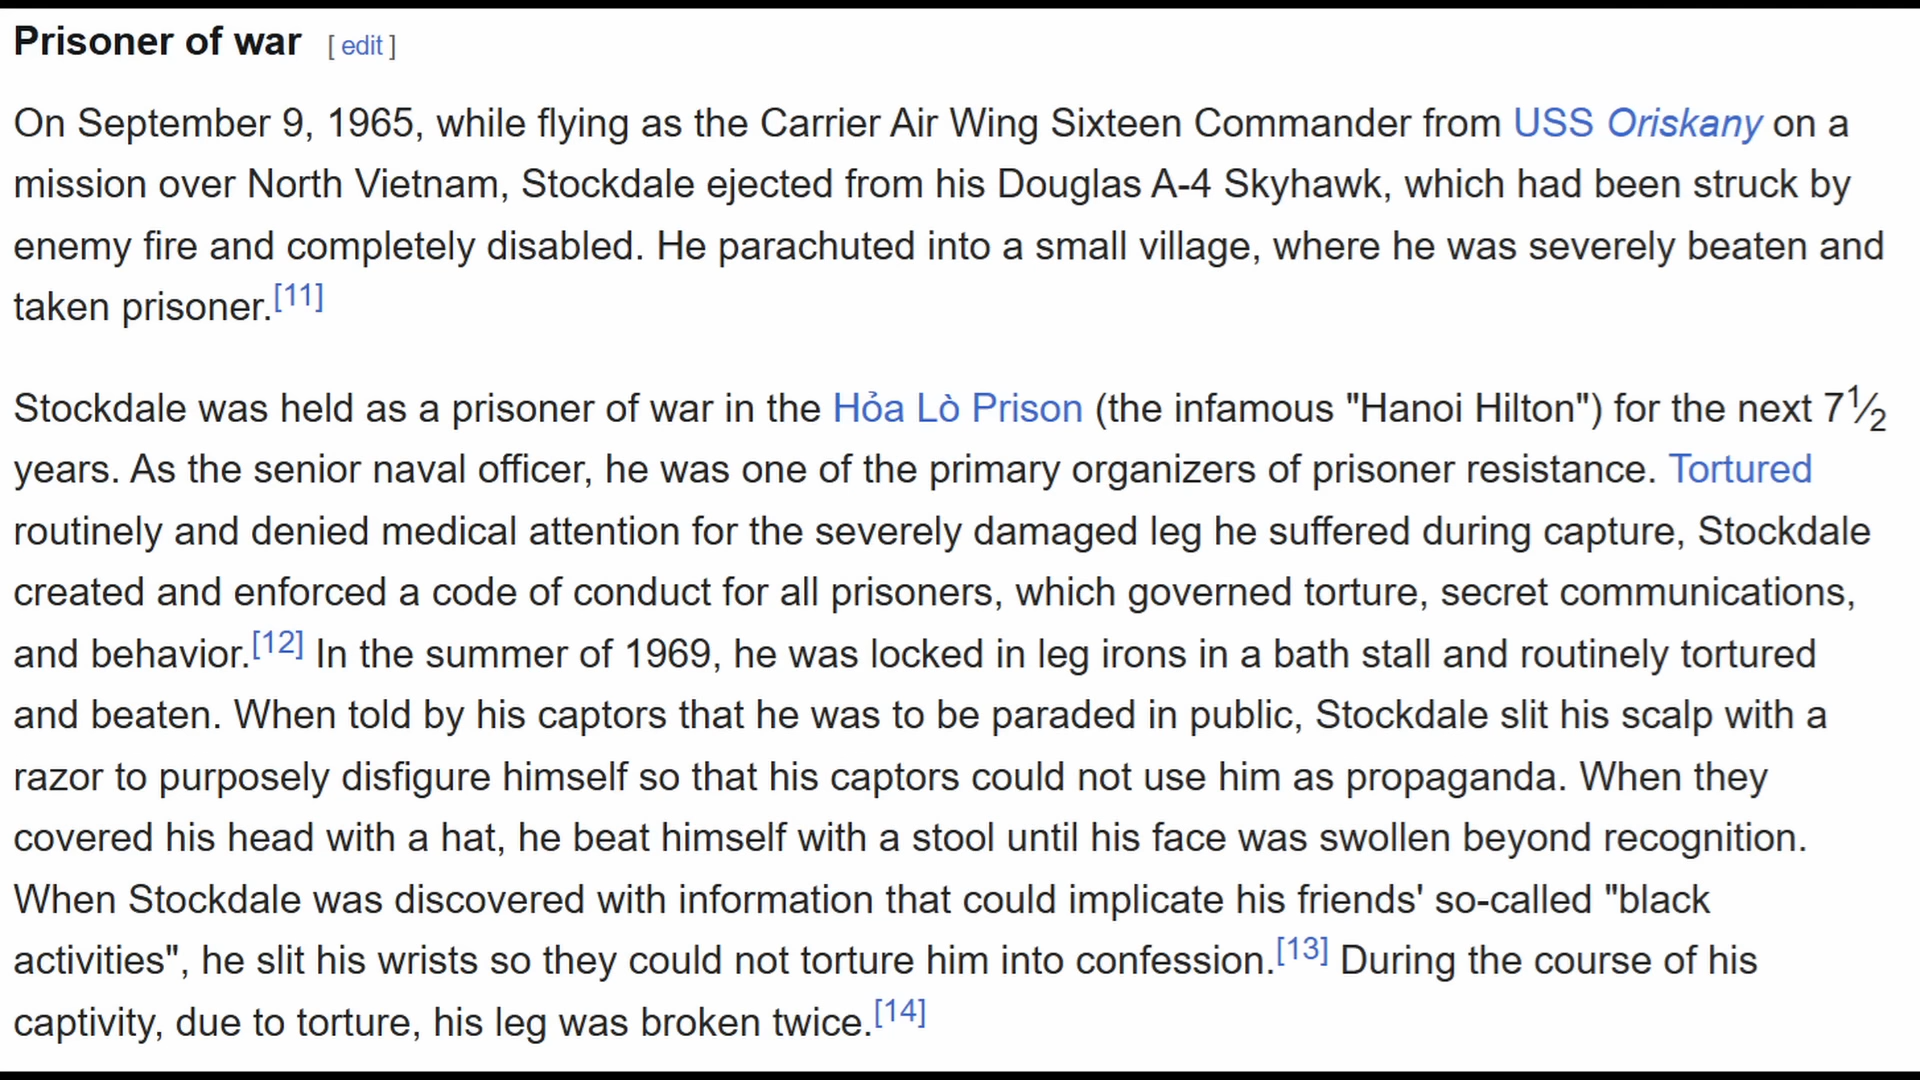 Prisoner of war [ edit ]
On September 9, 1965, while flying as the Carrier Air Wing Sixteen Commander from USS Oriskany on a
mission over North Vietnam, Stockdale ejected from his Douglas A-4 Skyhawk, which had been struck by
enemy fire and completely disabled. He parachuted into a small village, where he was severely beaten and
taken prisoner.[11]
Stockdale was held as a prisoner of war in the Hỏa Lò Prison (the infamous "Hanoi Hilton") for the next 7½
years. As the senior naval officer, he was one of the primary organizers of prisoner resistance. Tortured
routinely and denied medical attention for the severely damaged leg he suffered during capture, Stockdale
created and enforced a code of conduct for all prisoners, which governed torture, secret communications,
and behavior.[12] In the summer of 1969, he was locked in leg irons in a bath stall and routinely tortured
and beaten. When told by his captors that he was to be paraded in public, Stockdale slit his scalp with a
razor to purposely disfigure himself so that his captors could not use him as propaganda. When they
covered his head with a hat, he beat himself with a stool until his face was swollen beyond recognition.
When Stockdale was discovered with information that could implicate his friends' so-called "black
activities", he slit his wrists so they could not torture him into confession.[13] During the course of his
captivity, due to torture, his leg was broken twice.[14]